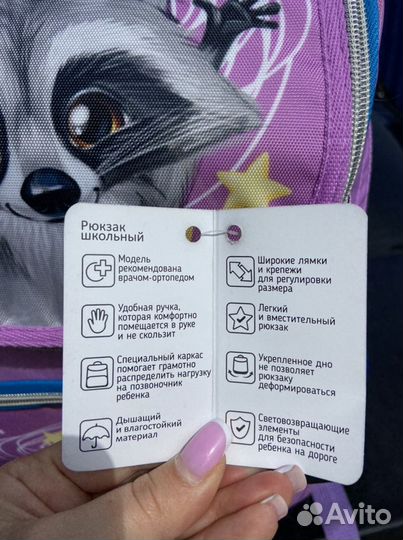 Рюкзак
школьный
Модель
рекомендована
врачом-ортопедом
Удобная ручка,
которая комфортно
помещается в руке
и не скользит
Специальный каркас
помогает грамотно
распределить нагрузку
на позвоночник
ребенка
Дышащий
и влагостойкий
материал
Широкие лямки
и крепежи
для регулировки
размера
Легкий
и вместительный
рюкзак
Укрепленное дно
не позволяет
рюкзаку
деформироваться
Световозвращающие
элементы
для безопасности
ребенка на дороге
Avito